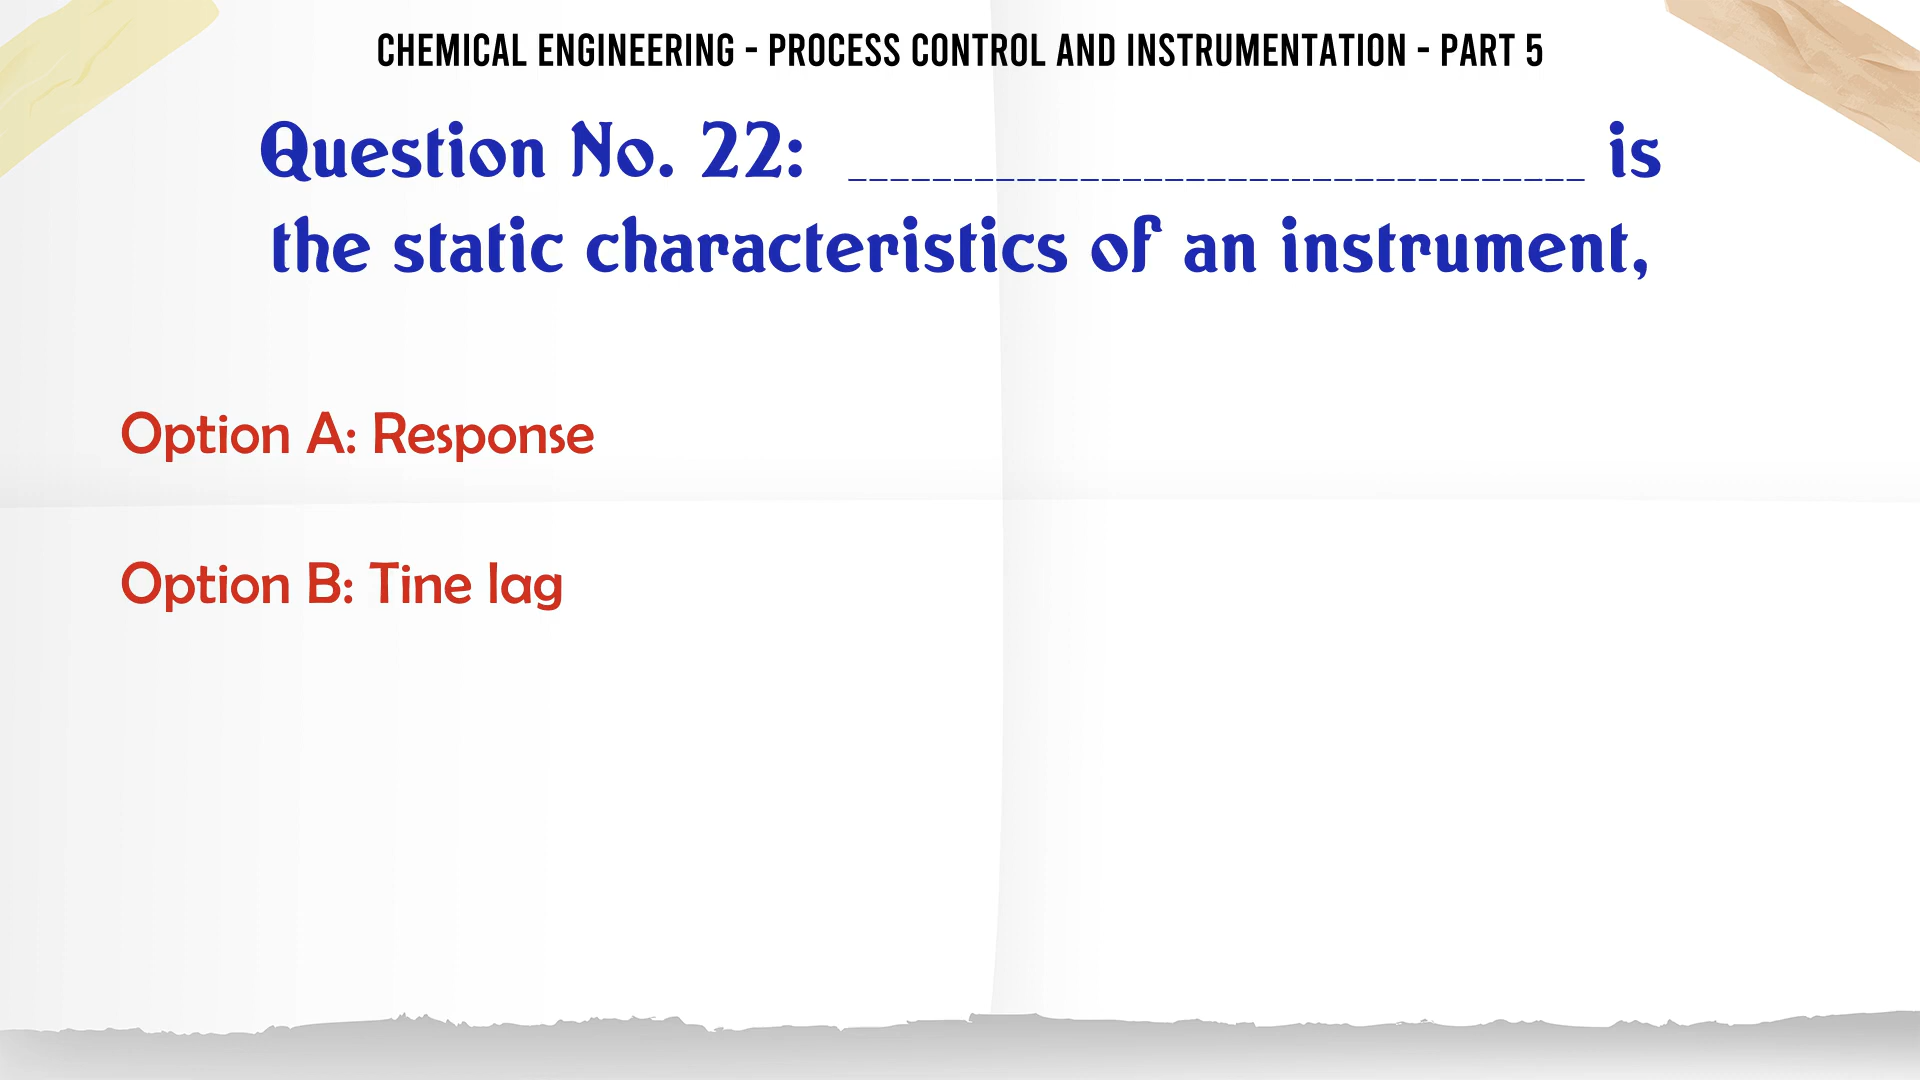 CHEMICAL ENGINEERING - PROCESS CONTROL AND INSTRUMENTATION - PART 5
Question No. 22: ___________________________________ is
the static characteristics of an instrument,
Option A: Response
Option B: Tine lag